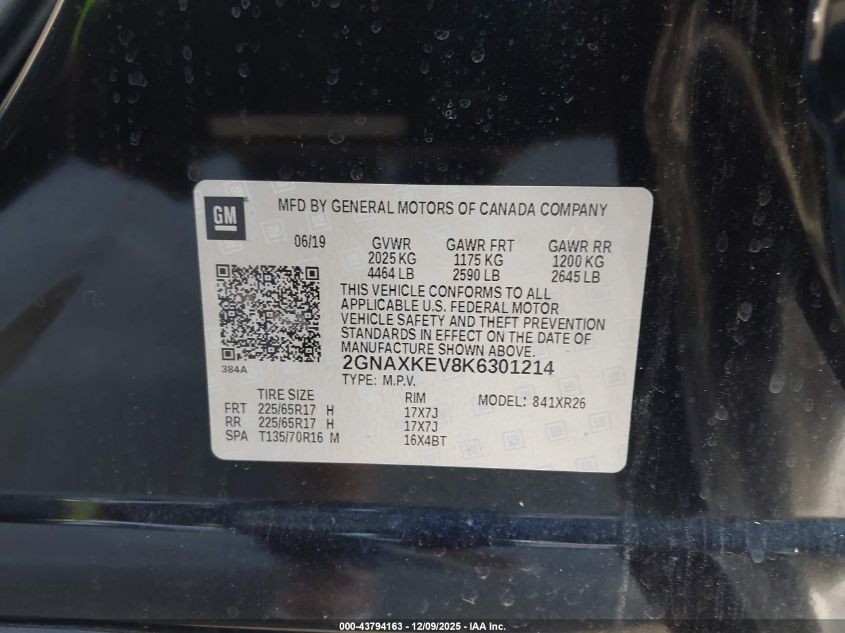 GM
MFD BY GENERAL MOTORS OF CANADA COMPANY
06/19 GVWR GAWR FRT GAWR RR
2025 KG 1175 KG 1200 KG
4464 LB 2590 LB 2645 LB
THIS VEHICLE CONFORMS TO ALL
APPLICABLE U.S. FEDERAL MOTOR
VEHICLE SAFETY AND THEFT PREVENTION
STANDARDS IN EFFECT ON THE DATE OF
MANUFACTURE SHOWN ABOVE.
384A
2GNAXKEV8K6301214
TYPE: M.P.V.
TIRE SIZE RIM MODEL: 841XR26
FRT 225/65R17 H 17X7J
RR 225/65R17 H 17X7J
SPA T135/70R16 M 16X4BT
000-43794163 - 12/09/2025 - IAA Inc.